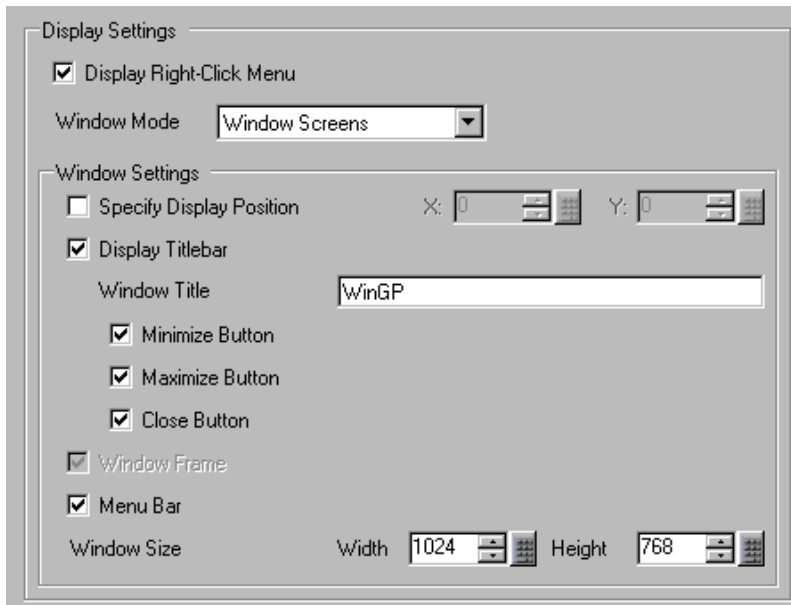 Display Settings
Display Right-Click Menu
Window Mode Window Screens
Window Settings
Specify Display Position X: 0 Y: 0
Display Titlebar
Window Title WinGP
Minimize Button
Maximize Button
Close Button
Window Frame
Menu Bar
Window Size Width 1024 Height 768